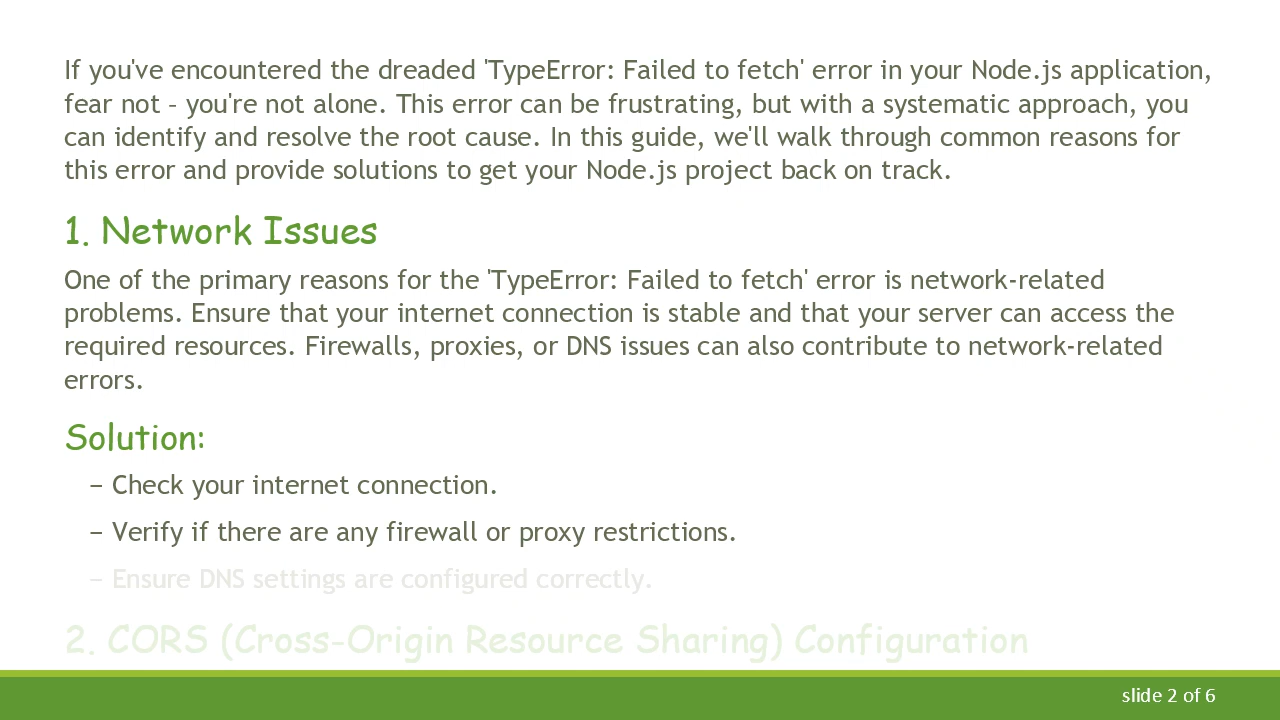 If you've encountered the dreaded 'TypeError: Failed to fetch' error in your Node.js application,
fear not – you're not alone. This error can be frustrating, but with a systematic approach, you
can identify and resolve the root cause. In this guide, we'll walk through common reasons for
this error and provide solutions to get your Node.js project back on track.
1. Network Issues
One of the primary reasons for the 'TypeError: Failed to fetch' error is network-related
problems. Ensure that your internet connection is stable and that your server can access the
required resources. Firewalls, proxies, or DNS issues can also contribute to network-related
errors.
Solution:
– Check your internet connection.
– Verify if there are any firewall or proxy restrictions.
– Ensure DNS settings are configured correctly.
2. CORS (Cross-Origin Resource Sharing) Configuration
slide 2 of 6